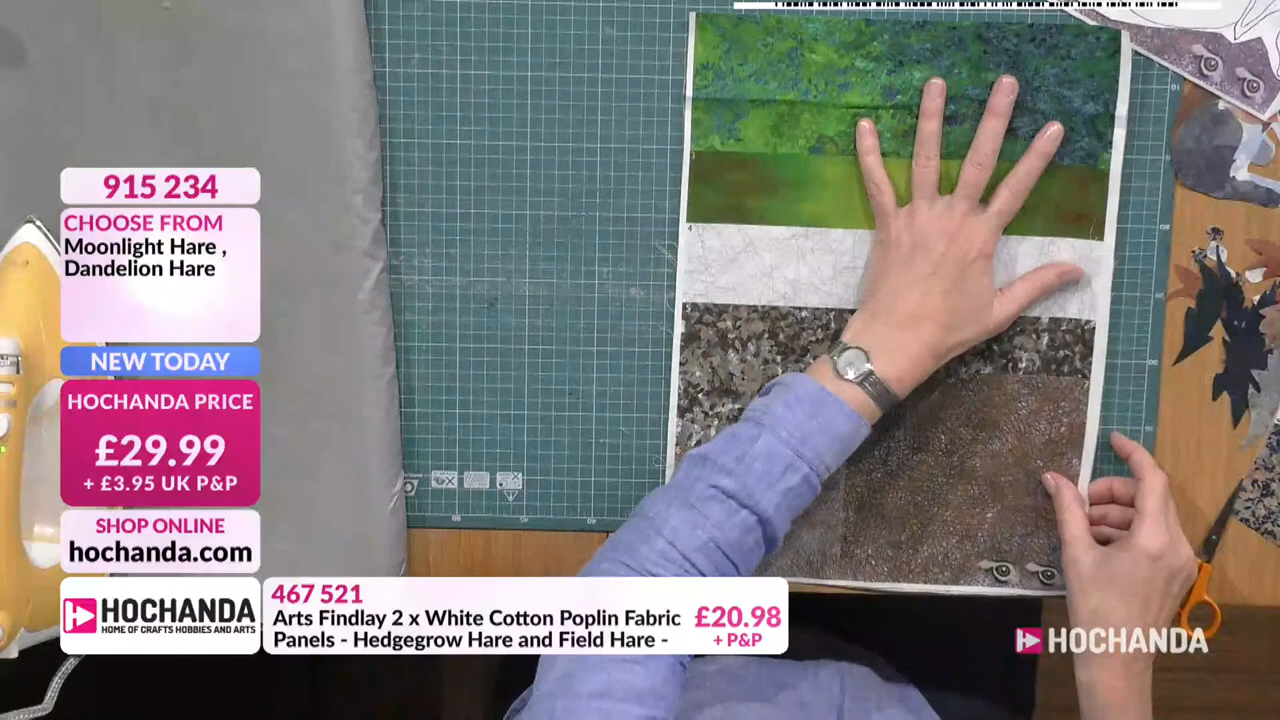 915 234
CHOOSE FROM
Moonlight Hare ,
Dandelion Hare
NEW TODAY
HOCHANDA PRICE
£29.99
+ £3.95 UK P&P
SHOP ONLINE
hochanda.com
HOCHANDA
HOME OF CRAFTS HOBBIES AND ARTS
467 521
Arts Findlay 2 x White Cotton Poplin Fabric
Panels - Hedgegrow Hare and Field Hare -
£20.98
+ P&P
HOCHANDA